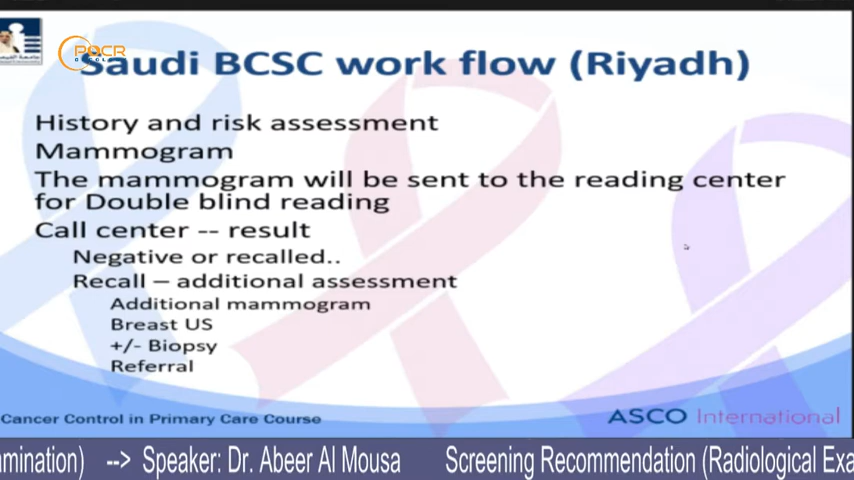 POCR
Saudi BCSC work flow (Riyadh)
History and risk assessment
Mammogram
The mammogram will be sent to the reading center
for Double blind reading
Call center -- result
Negative or recalled..
Recall – additional assessment
Additional mammogram
Breast US
+/- Biopsy
Referral
Cancer Control in Primary Care Course
ASCO International
mination) --> Speaker: Dr. Abeer Al Mousa Screening Recommendation (Radiological Exa